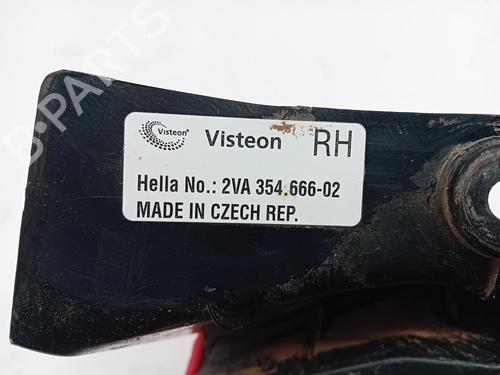 Visteon® Visteon RH
Hella No.: 2VA 354.666-02
MADE IN CZECH REP.
B-PARTS